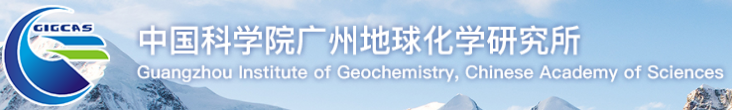 GIGCAS
中国科学院广州地球化学研究所
Guangzhou Institute of Geochemistry, Chinese Academy of Sciences